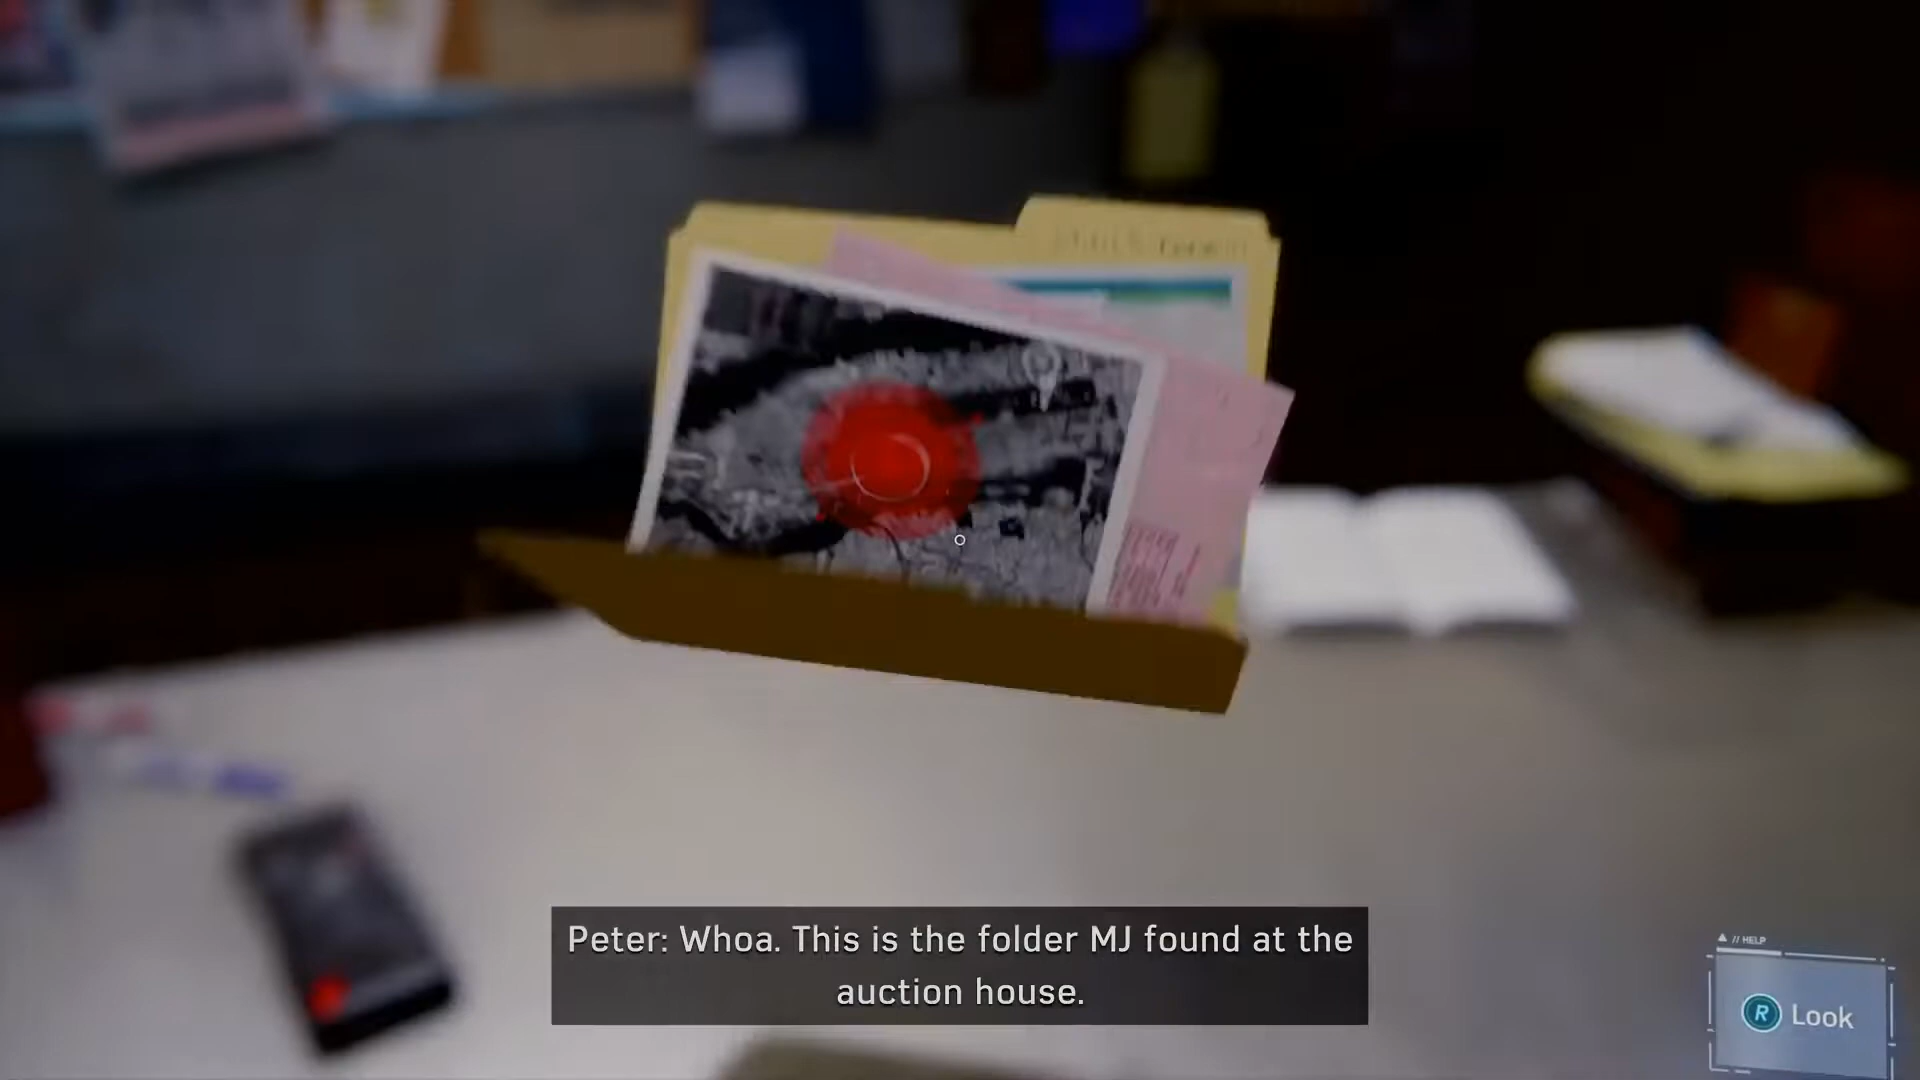 Peter: Whoa. This is the folder MJ found at the
auction house.
// HELP
R Look